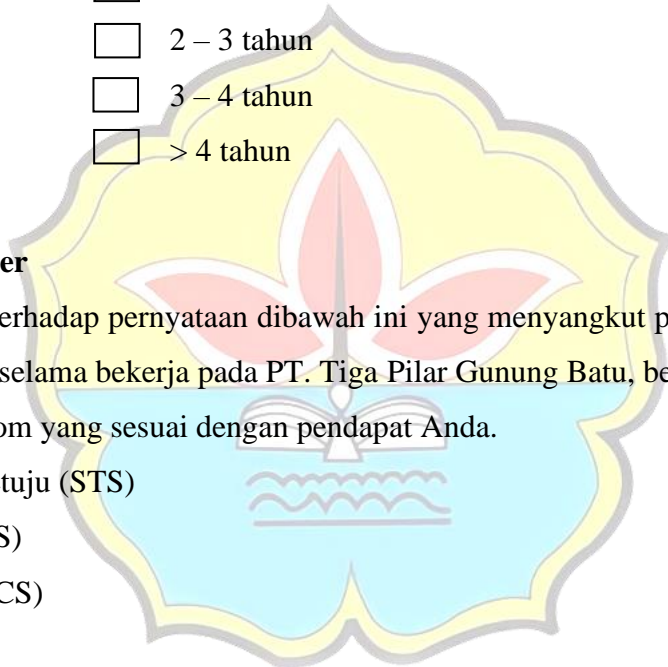 2 – 3 tahun
3 – 4 tahun
> 4 tahun
er
erhadap pernyataan dibawah ini yang menyangkut p
selama bekerja pada PT. Tiga Pilar Gunung Batu, be
om yang sesuai dengan pendapat Anda.
tuju (STS)
S)
CS)